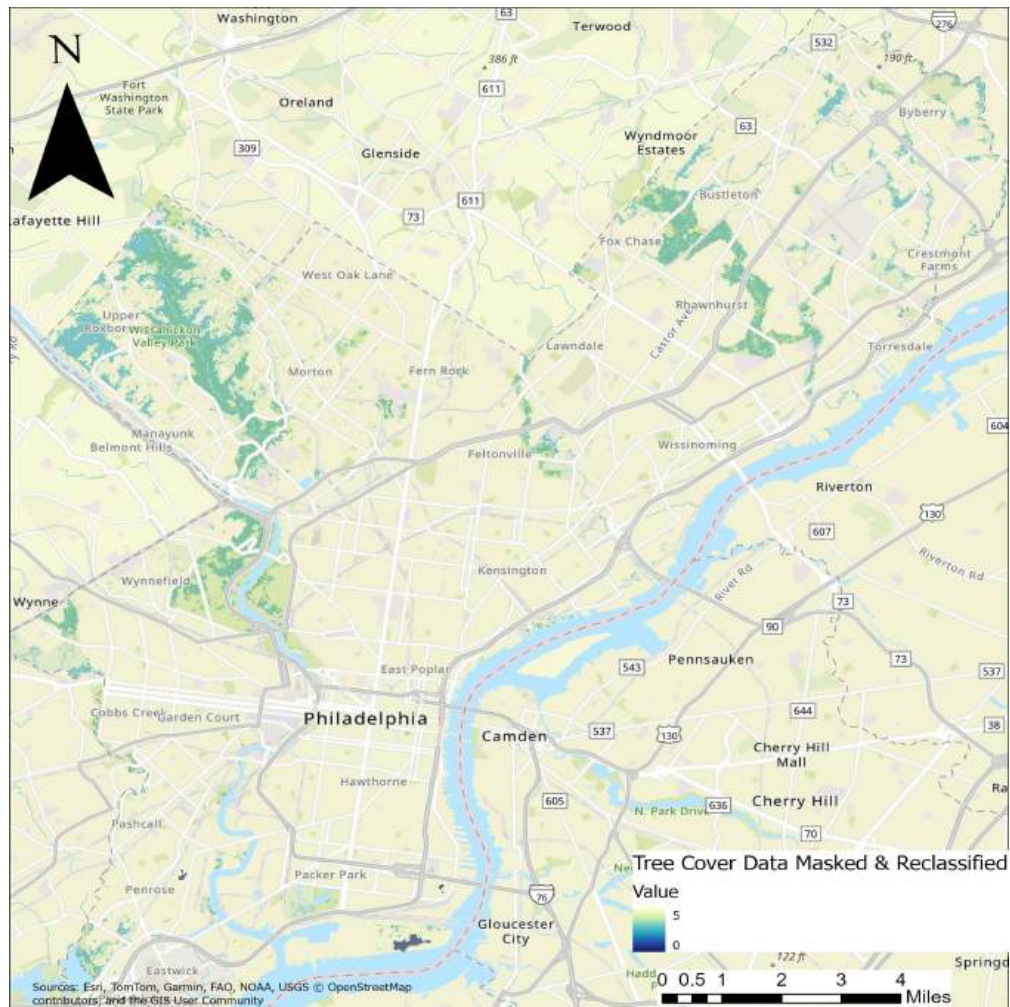 Washington
63
Terwood
276
N
386 ft
532
190 ft
Fort
Washington
State Park
611
Oreland
Byberry
63
Wyndmoor
Estates
309
Glenside
611
Bustleton
Lafayette Hill
73
Fox Chase
West Oak Lane
Crestmont
Farms
Rhawnhurst
Upper
Wissahickon
Valley Park
Castor Ave
Lawndale
Torresdale
Morton
Fern Rock
604
Manayunk
Belmont Hills
Wissinoming
Feltonville
Riverton
130
607
Wynnefield
Kensington
River Rd
Riverton Rd
Wynne
73
90
East Poplar
543
Pennsauken
73
537
Cobbs Creek
Garden Court
Philadelphia
644
537
38
Camden
130
Cherry Hill
Mall
Hawthorne
605
N. Park Drive
636
Cherry Hill
Ra
Paschall
70
Tree Cover Data Masked & Reclassified
Value
Packer Park
Penrose
76
5
0
Gloucester
City
122 ft
Springd
Eastwick
0 0.5 1 2 3 4
Miles
Sources: Esri, TomTom, Garmin, FAO, NOAA, USGS © OpenStreetMap
contributors, and the GIS User Community